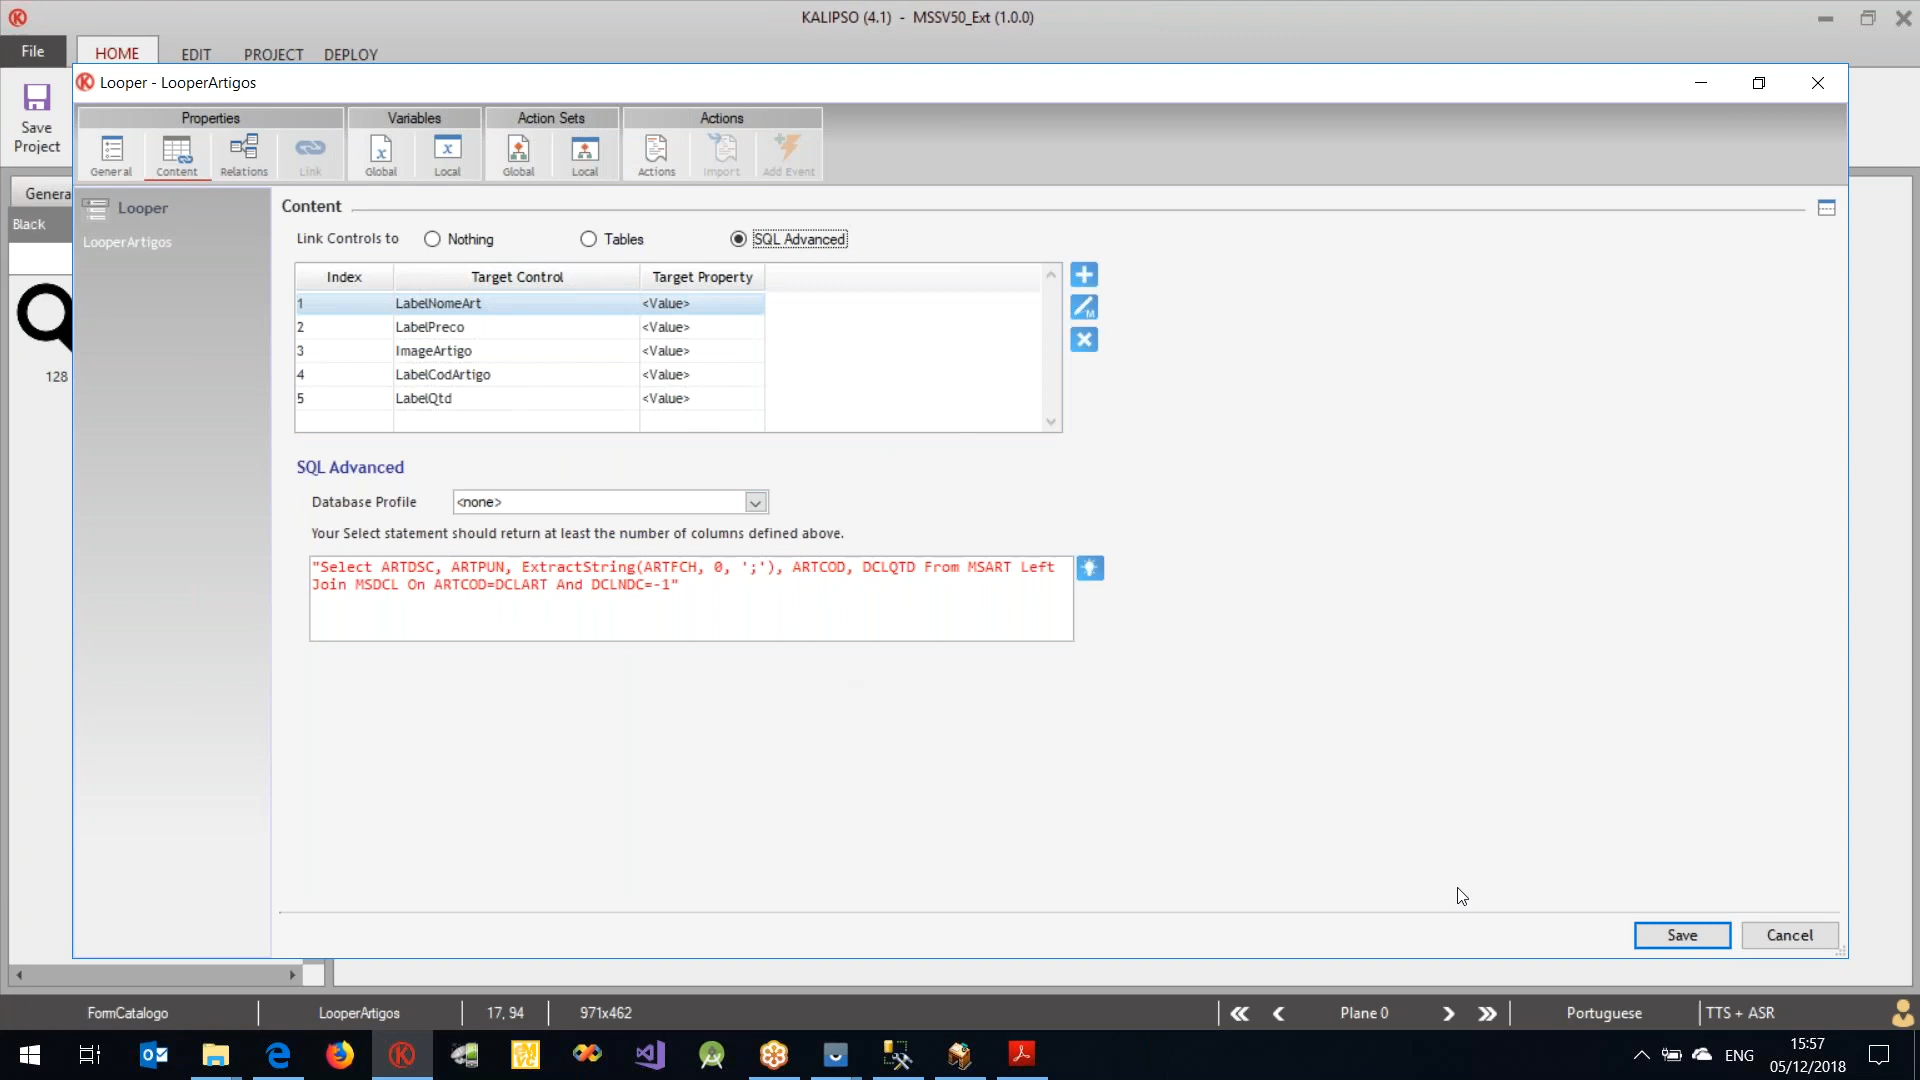 KALIPSO (4.1) - MSSV50_Ext (1.0.0)
File
HOME
EDIT
PROJECT
DEPLOY
Looper - LooperArtigos
Save
Project
Properties
Variables
Action Sets
Actions
General
Content
Relations
Link
Global
Local
Global
Local
Actions
Import
Add Event
Genera
Black
128
Looper
LooperArtigos
Content
Link Controls to
Nothing
Tables
SQL Advanced
Index
Target Control
Target Property
1 LabelNomeArt <Value>
2 LabelPreco <Value>
3 ImageArtigo <Value>
4 LabelCodArtigo <Value>
5 LabelQtd <Value>
SQL Advanced
Database Profile
<none>
Your Select statement should return at least the number of columns defined above.
"Select ARTDSC, ARTPUN, ExtractString(ARTFCH, 0, ';'), ARTCOD, DCLQTD From MSART Left
Join MSDCL On ARTCOD=DCLART And DCLNDC=-1"
Save
Cancel
FormCatalogo
LooperArtigos
17, 94
971x462
Plane 0
Portuguese
TTS + ASR
ENG
15:57
05/12/2018